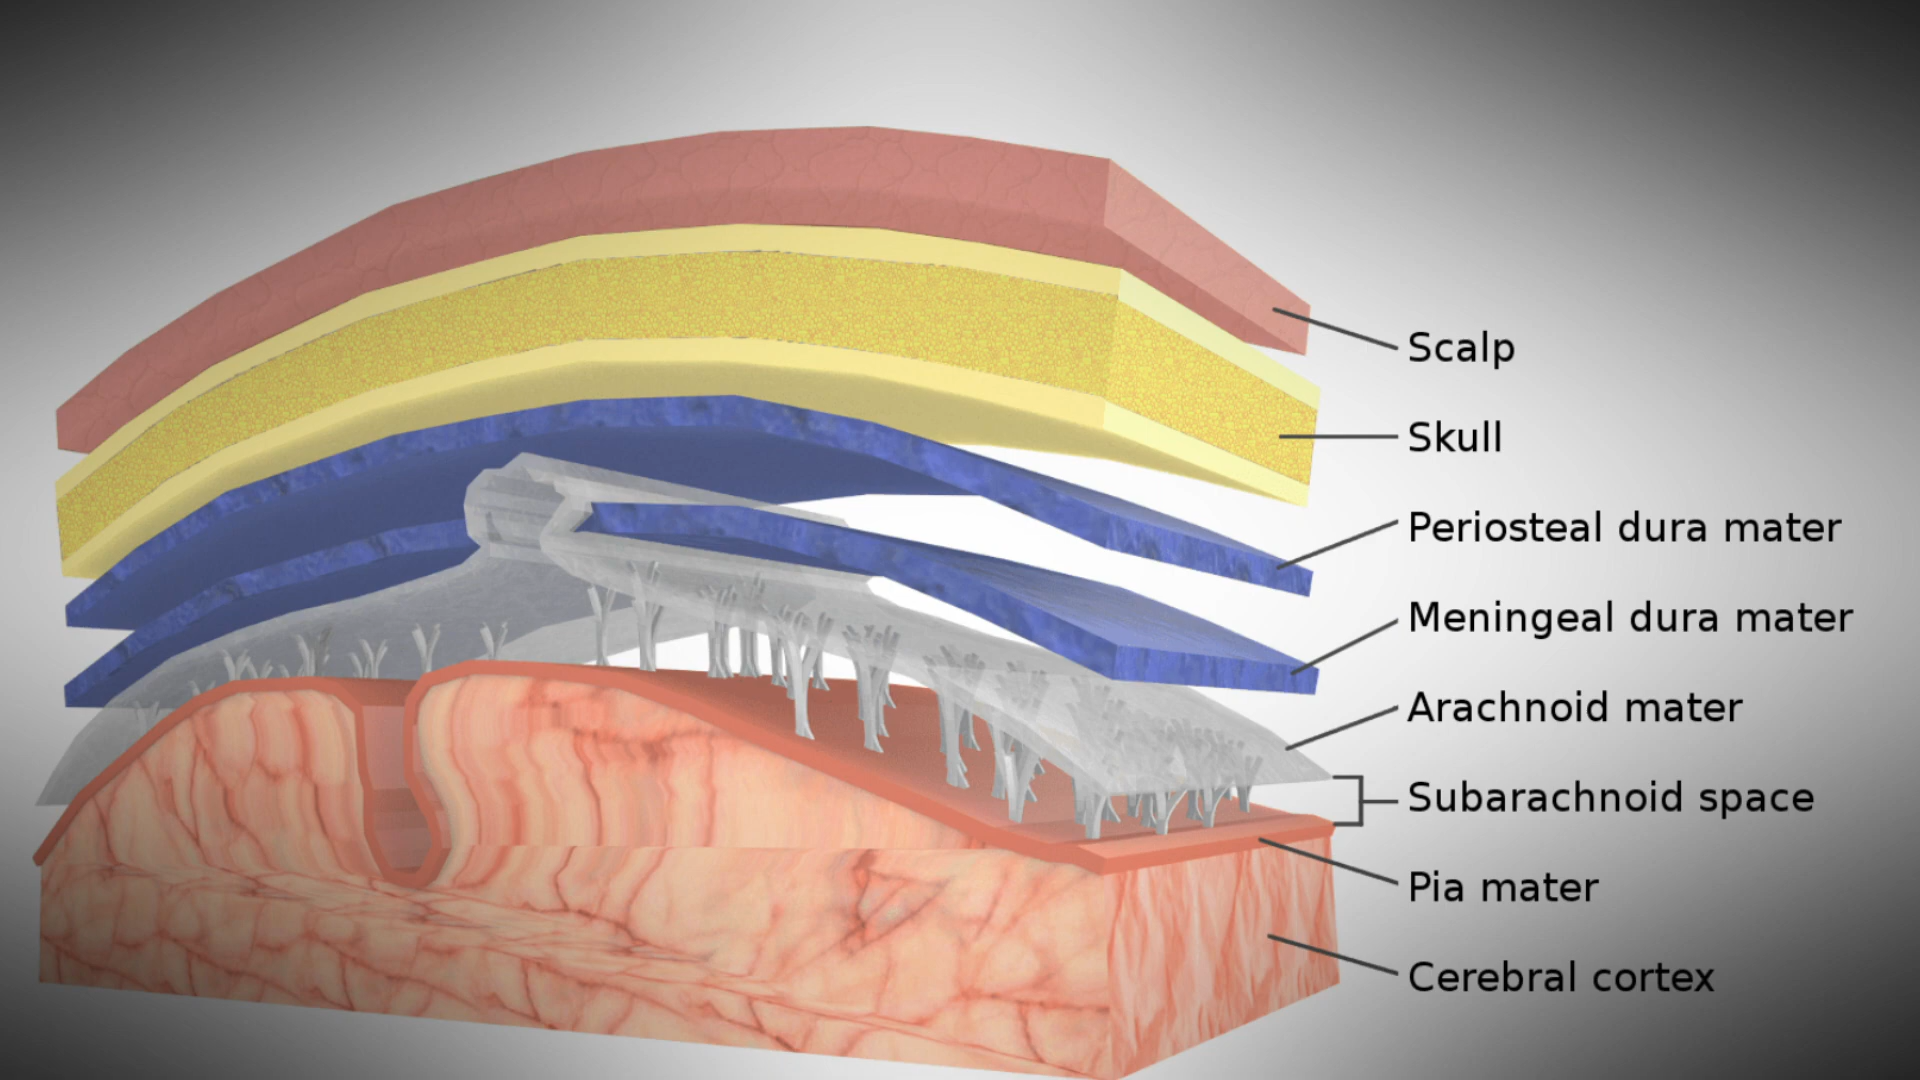 Scalp
Skull
Periosteal dura mater
Meningeal dura mater
Arachnoid mater
Subarachnoid space
Pia mater
Cerebral cortex